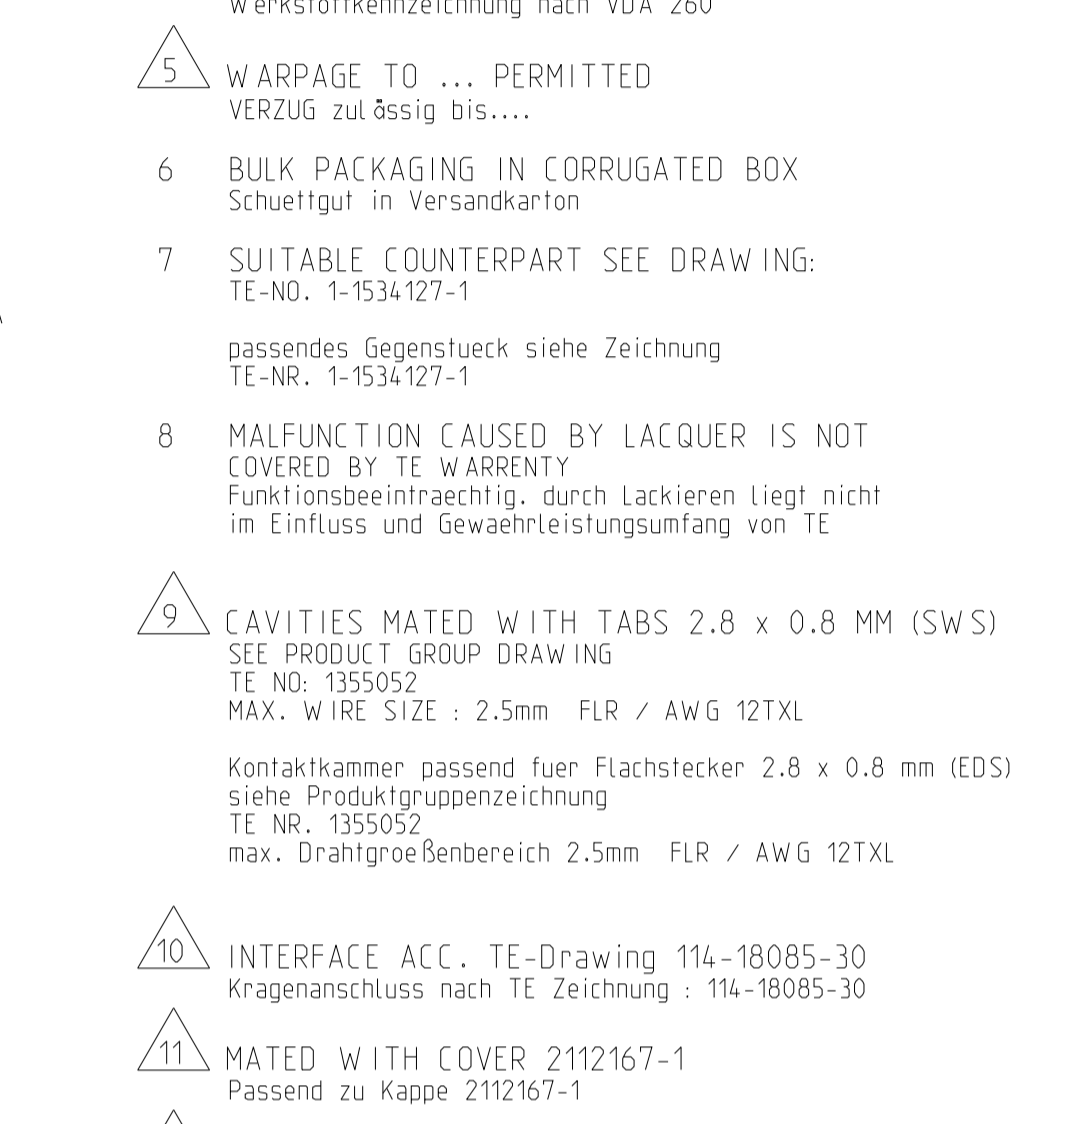 Werkstoffkennzeichnung nach VDA 260
5 WARPAGE TO ... PERMITTED
VERZUG zulässig bis....
6 BULK PACKAGING IN CORRUGATED BOX
Schuettgut in Versandkarton
7 SUITABLE COUNTERPART SEE DRAWING:
TE-NO. 1-1534127-1
passendes Gegenstueck siehe Zeichnung
TE-NR. 1-1534127-1
8 MALFUNCTION CAUSED BY LACQUER IS NOT
COVERED BY TE WARRENTY
Funktionsbeeintraechtig. durch Lackieren liegt nicht
im Einfluss und Gewaehrleistungsumfang von TE
9 CAVITIES MATED WITH TABS 2.8 x 0.8 MM (SWS)
SEE PRODUCT GROUP DRAWING
TE NO: 1355052
MAX. WIRE SIZE : 2.5mm FLR / AWG 12TXL
Kontaktkammer passend fuer Flachstecker 2.8 x 0.8 mm (EDS)
siehe Produktgruppenzeichnung
TE NR. 1355052
max. Drahtgroeßenbereich 2.5mm FLR / AWG 12TXL
10 INTERFACE ACC. TE-Drawing 114-18085-30
Kragenanschluss nach TE Zeichnung : 114-18085-30
11 MATED WITH COVER 2112167-1
Passend zu Kappe 2112167-1